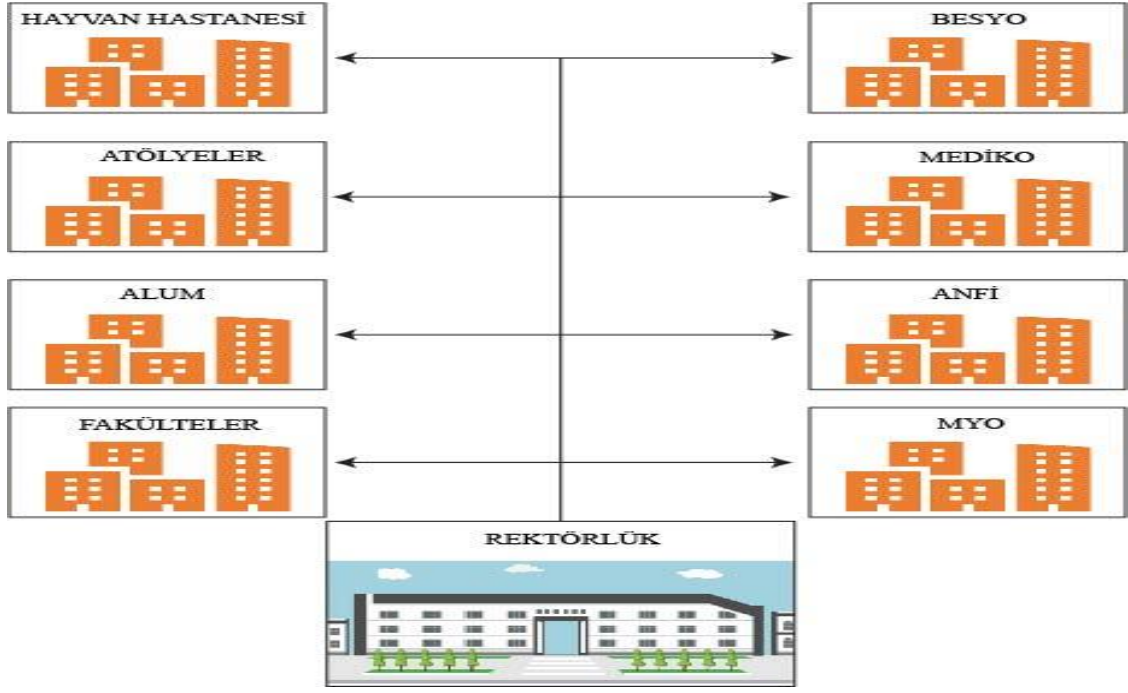 HAYVAN HASTANESİ
BESYO
ATÖLYELER
MEDİKO
ALUM
ANFİ
FAKÜLTELER
MYO
REKTÖRLÜK